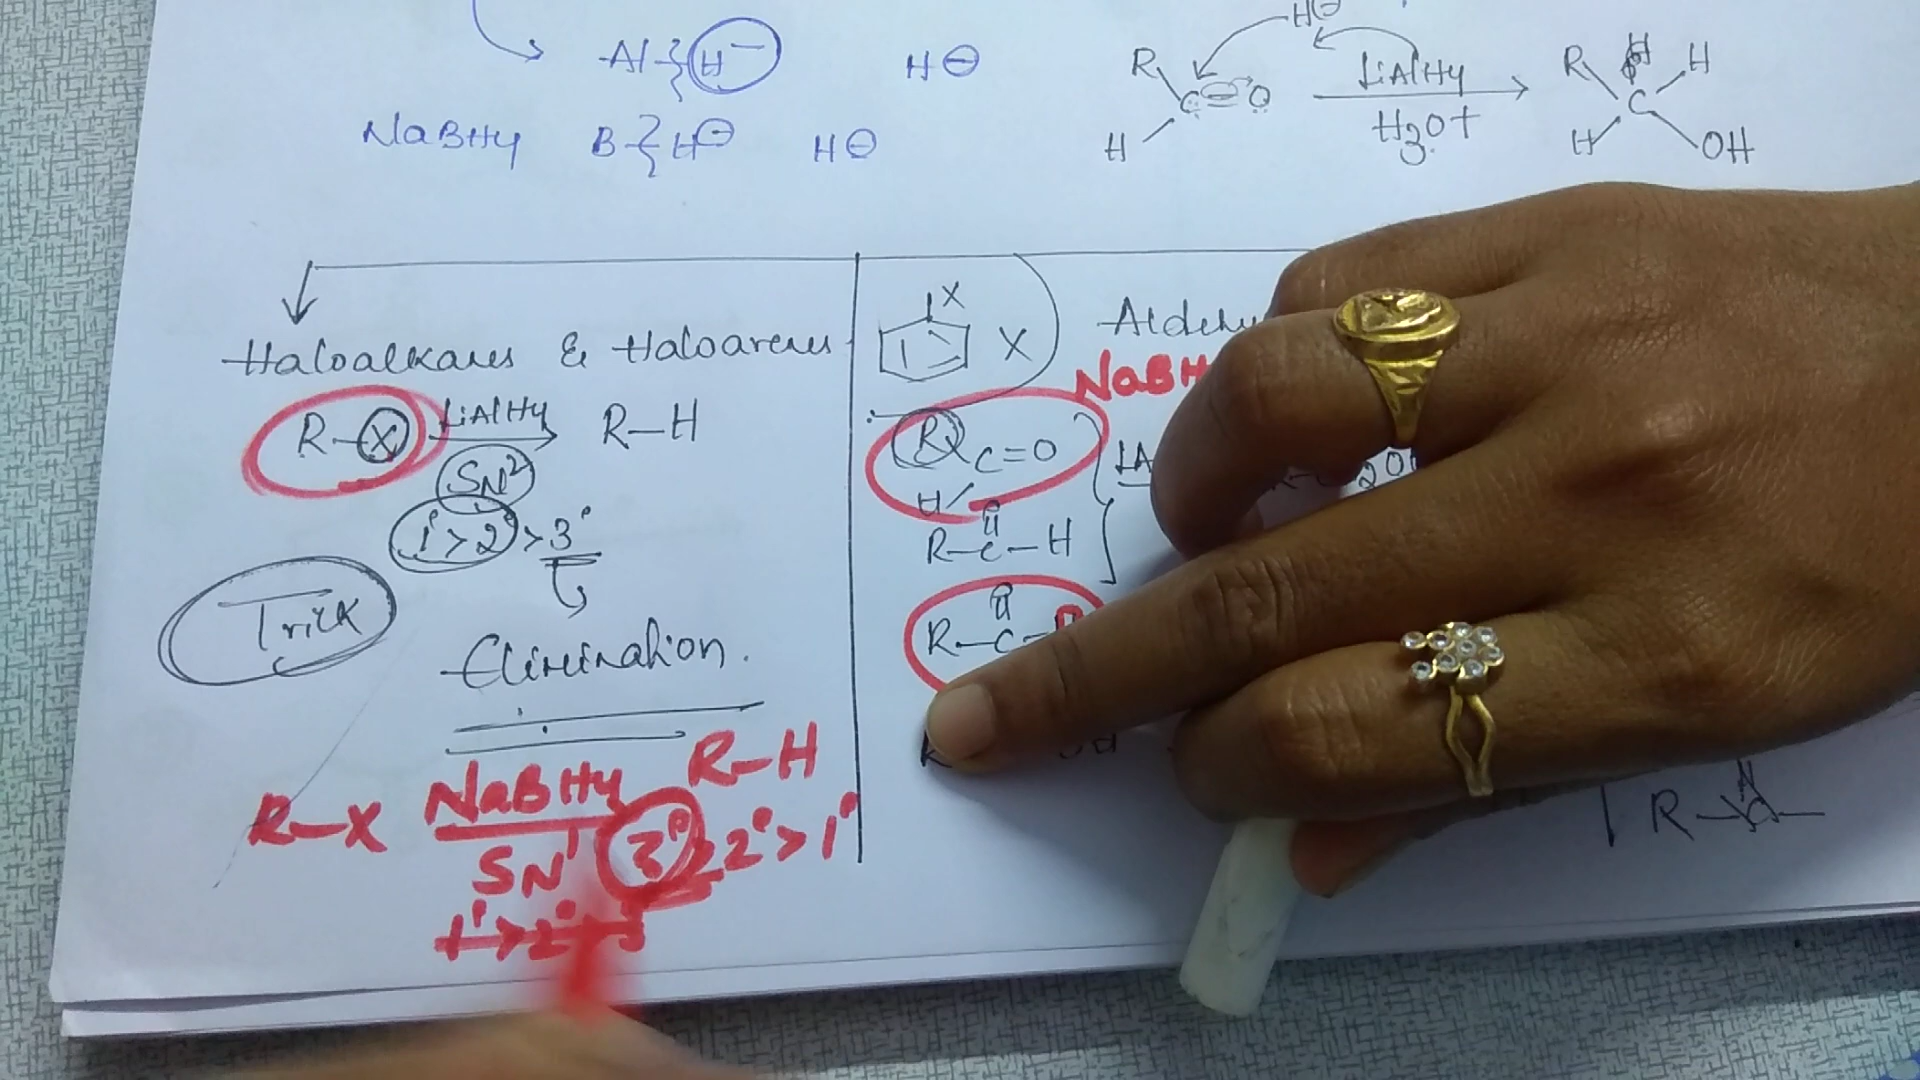 Al H⁻ H⊖
NaBH4 B H⊖ H⊖
H⊖
R C=O H
LiAlH4
H3O+
R H H C H OH
Haloalkanes & Haloarenes
X
X
R-X LiAlH4 R-H
SN2
1° > 2° > 3°
Trick
Elimination.
R-X NaBH4 R-H
SN1 3° > 2° > 1°
1° > 2° > 3
NaBH
R C=O
H
O
R-C-H
O
R-C
R
R